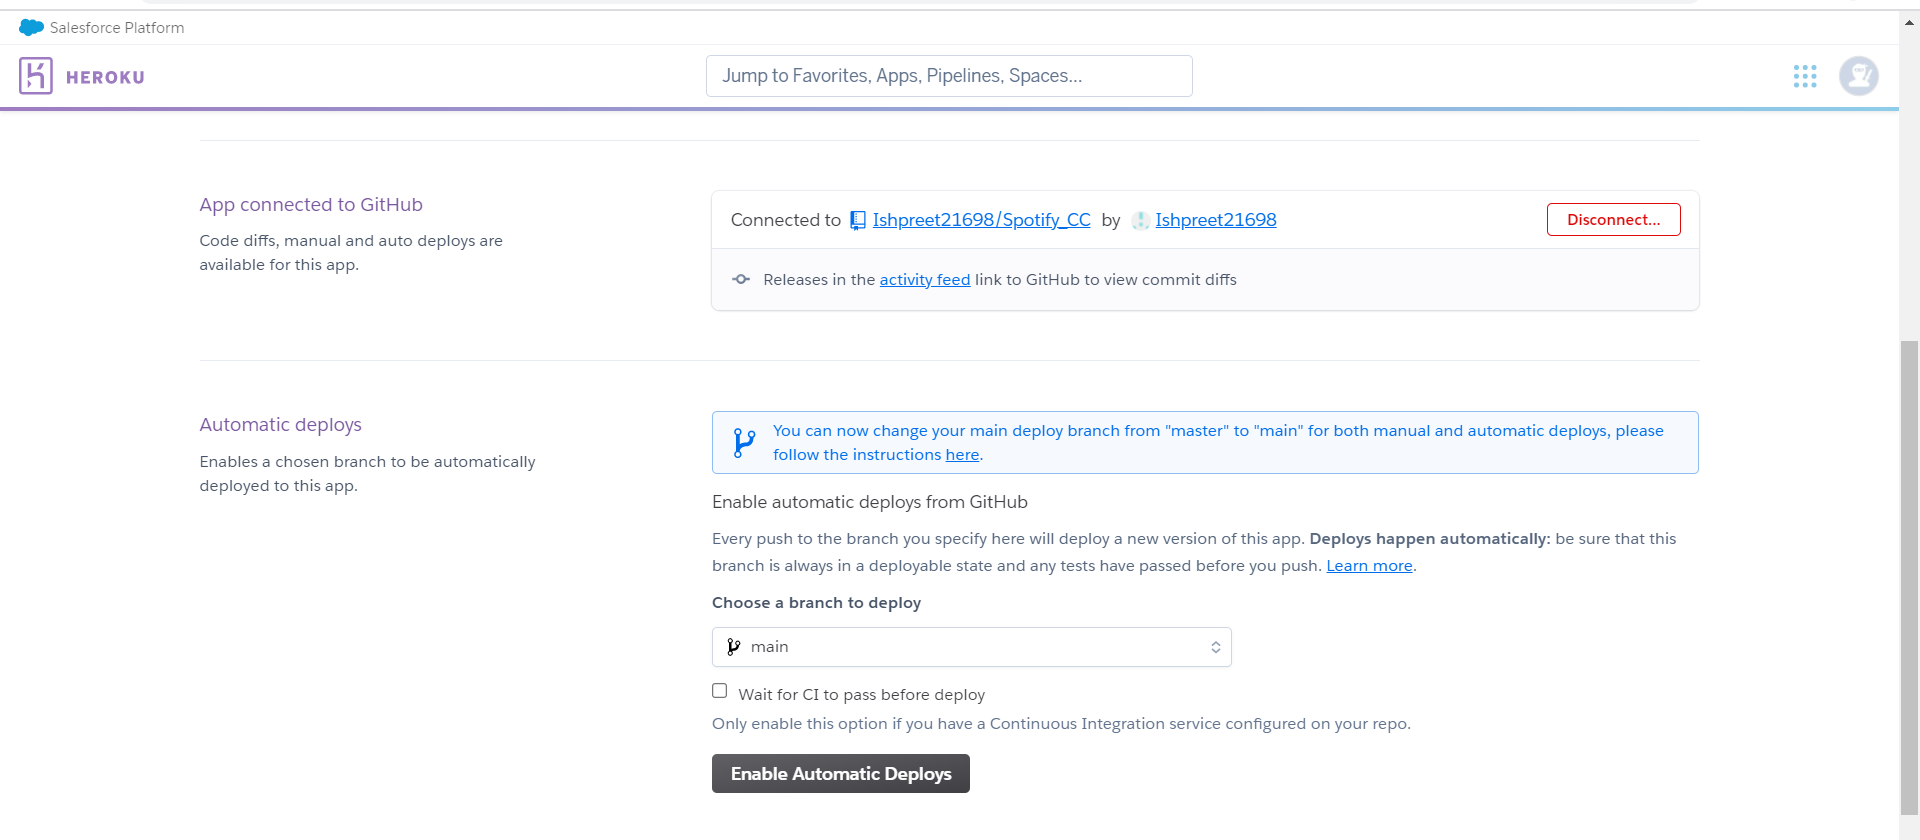 Salesforce Platform
HEROKU
Jump to Favorites, Apps, Pipelines, Spaces...
App connected to GitHub
Code diffs, manual and auto deploys are
available for this app.
Connected to Ishpreet21698/Spotify_CC by Ishpreet21698
Disconnect...
Releases in the activity feed link to GitHub to view commit diffs
Automatic deploys
Enables a chosen branch to be automatically
deployed to this app.
You can now change your main deploy branch from "master" to "main" for both manual and automatic deploys, please
follow the instructions here.
Enable automatic deploys from GitHub
Every push to the branch you specify here will deploy a new version of this app. Deploys happen automatically: be sure that this
branch is always in a deployable state and any tests have passed before you push. Learn more.
Choose a branch to deploy
main
Wait for CI to pass before deploy
Only enable this option if you have a Continuous Integration service configured on your repo.
Enable Automatic Deploys